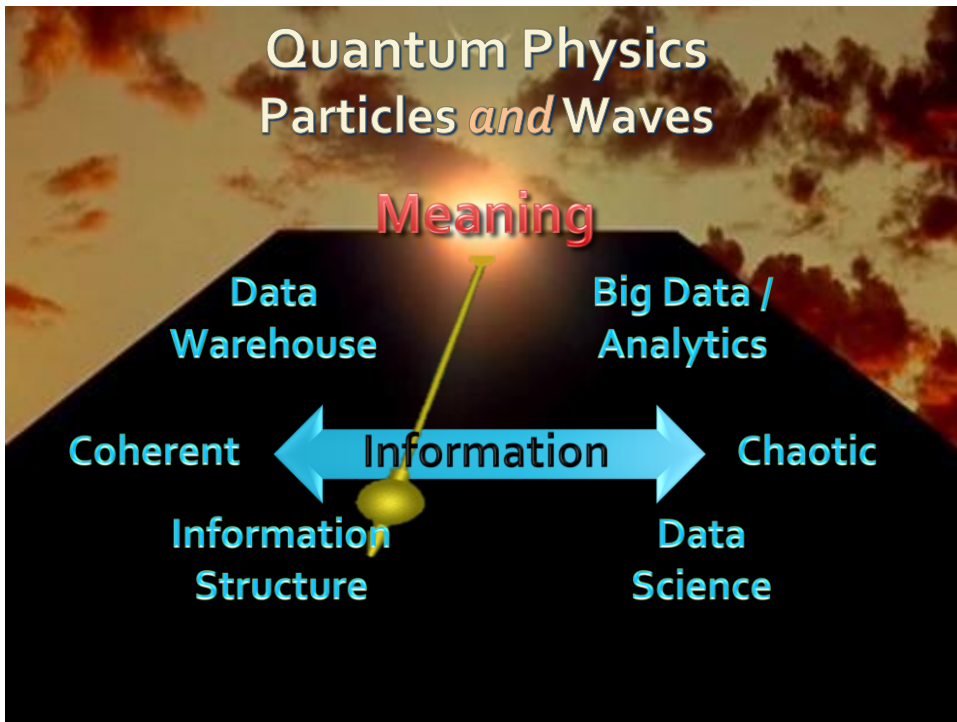 Quantum Physics
Particles and Waves
Meaning
Data
Warehouse
Big Data /
Analytics
Coherent
Information
Chaotic
Information
Structure
Data
Science